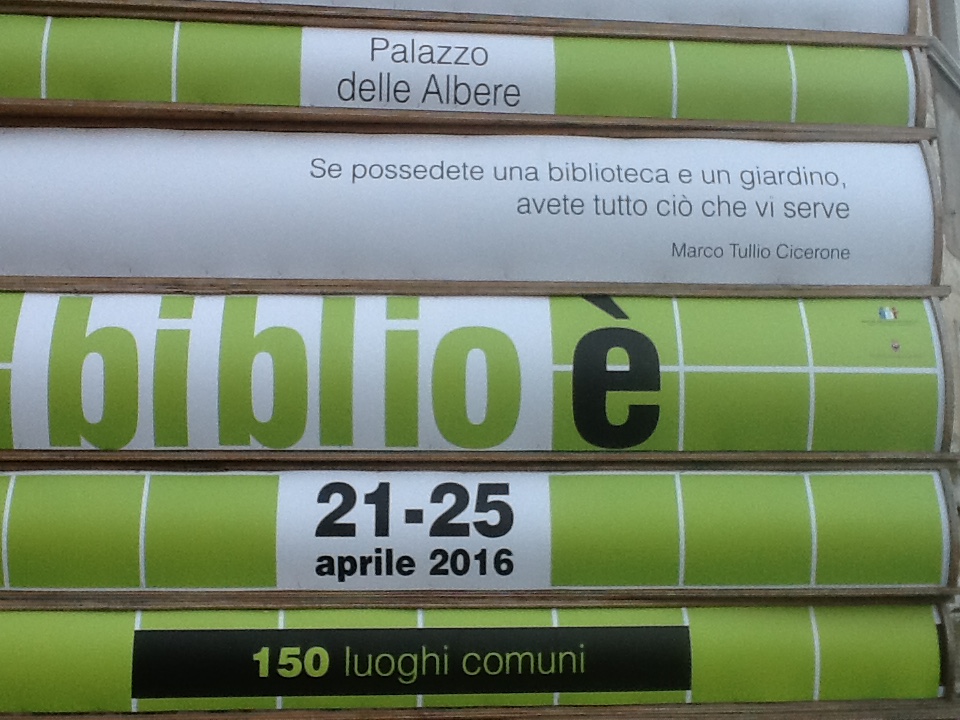 Palazzo
delle Albere
Se possedete una biblioteca e un giardino,
avete tutto ciò che vi serve
Marco Tullio Cicerone
biblioè
21-25
aprile 2016
150 luoghi comuni